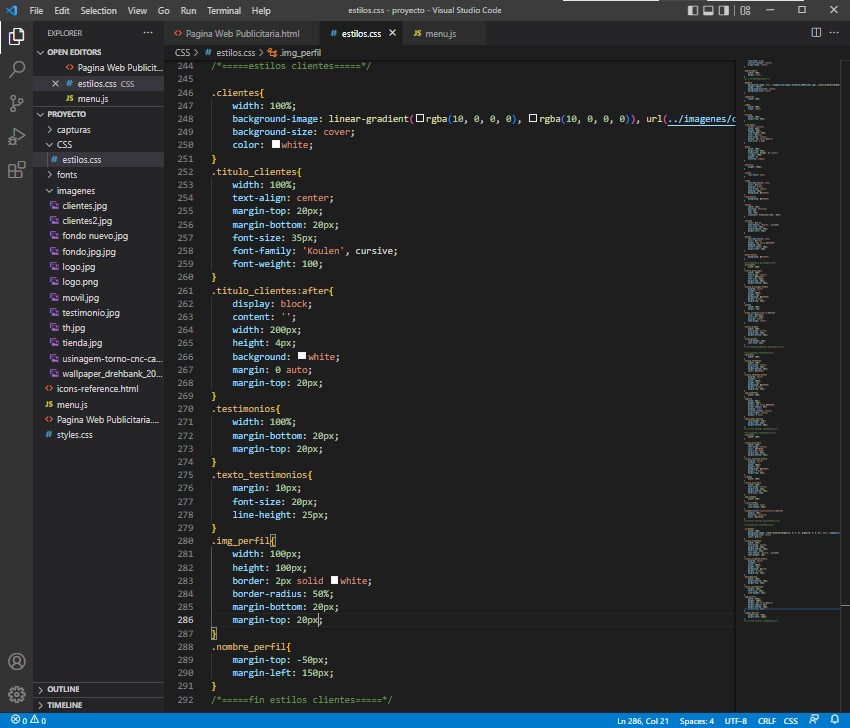 File Edit Selection View Go Run Terminal Help
estilos.css - proyecto - Visual Studio Code
EXPLORER ...
Pagina Web Publicitaria.html
# estilos.css ×
JS menu.js
CSS > # estilos.css > .img_perfil
OPEN EDITORS
Pagina Web Publicit...
× # estilos.css CSS
JS menu.js
PROYECTO
> capturas
CSS
# estilos.css
> fonts
imagenes
clientes.jpg
clientes2.jpg
fondo nuevo.jpg
fondo.jpg.jpg
logo.jpg
logo.png
movil.jpg
testimonio.jpg
th.jpg
tienda.jpg
usinagem-torno-cnc-ca...
wallpaper_drehbank_20...
<> icons-reference.html
JS menu.js
<> Pagina Web Publicitaria....
# styles.css
> OUTLINE
> TIMELINE
244 /*=====estilos clientes=====*/
245
246 .clientes{
247 width: 100%;
248 background-image: linear-gradient(rgba(10, 0, 0, 0), rgba(10, 0, 0, 0)), url(../imagenes/c
249 background-size: cover;
250 color: white;
251 }
252 .titulo_clientes{
253 width: 100%;
254 text-align: center;
255 margin-top: 20px;
256 margin-bottom: 20px;
257 font-size: 35px;
258 font-family: 'Koulen', cursive;
259 font-weight: 100;
260 }
261 .titulo_clientes:after{
262 display: block;
263 content: '';
264 width: 200px;
265 height: 4px;
266 background: white;
267 margin: 0 auto;
268 margin-top: 20px;
269 }
270 .testimonios{
271 width: 100%;
272 margin-bottom: 20px;
273 margin-top: 20px;
274 }
275 .texto_testimonios{
276 margin: 10px;
277 font-size: 20px;
278 line-height: 25px;
279 }
280 .img_perfil{
281 width: 100px;
282 height: 100px;
283 border: 2px solid white;
284 border-radius: 50%;
285 margin-bottom: 20px;
286 margin-top: 20px;
287 }
288 .nombre_perfil{
289 margin-top: -50px;
290 margin-left: 150px;
291 }
292 /*=====fin estilos clientes=====*/
0 0
Ln 286, Col 21 Spaces: 4 UTF-8 CRLF CSS